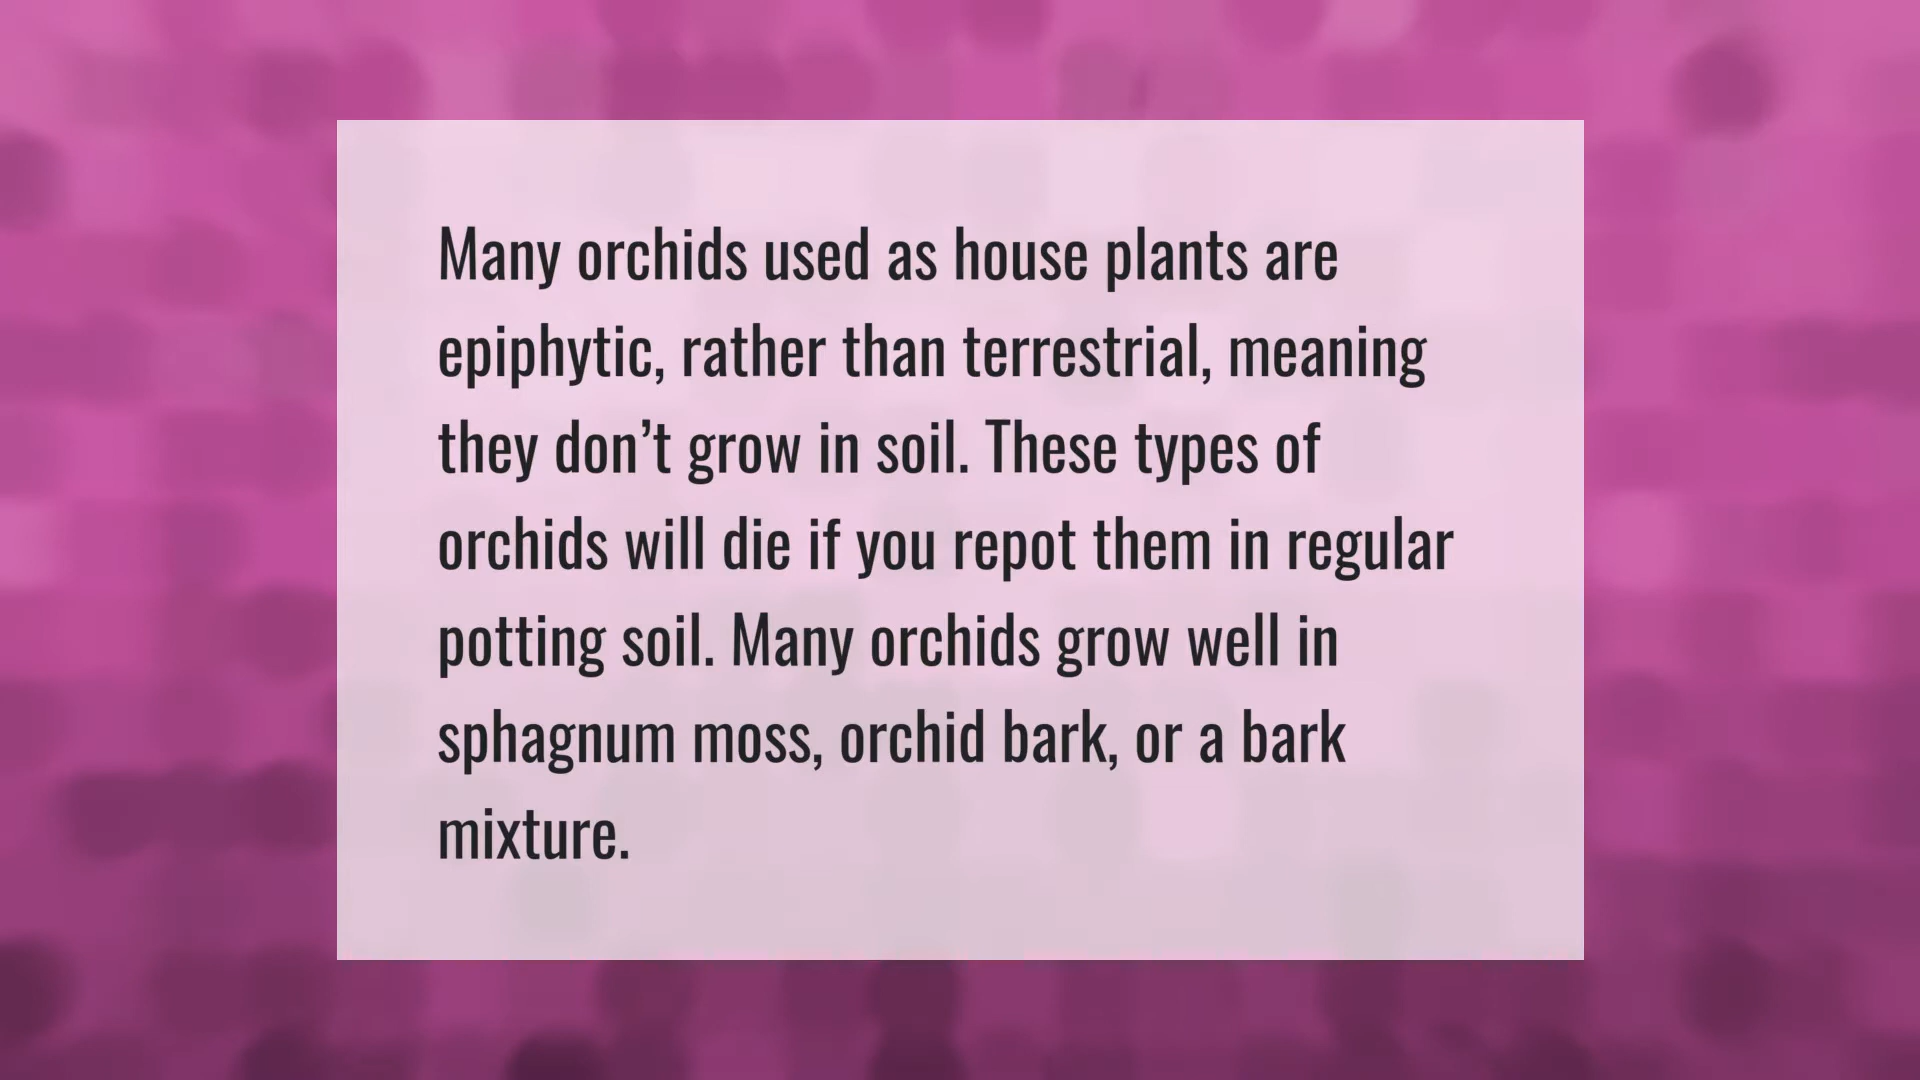 Many orchids used as house plants are
epiphytic, rather than terrestrial, meaning
they don’t grow in soil. These types of
orchids will die if you repot them in regular
potting soil. Many orchids grow well in
sphagnum moss, orchid bark, or a bark
mixture.